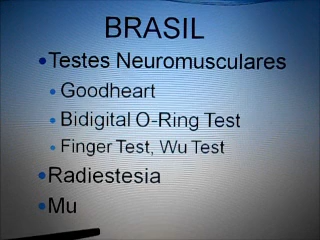 BRASIL
Testes Neuromusculares
Goodheart
Bidigital O-Ring Test
Finger Test, Wu Test
Radiestesia
Mu